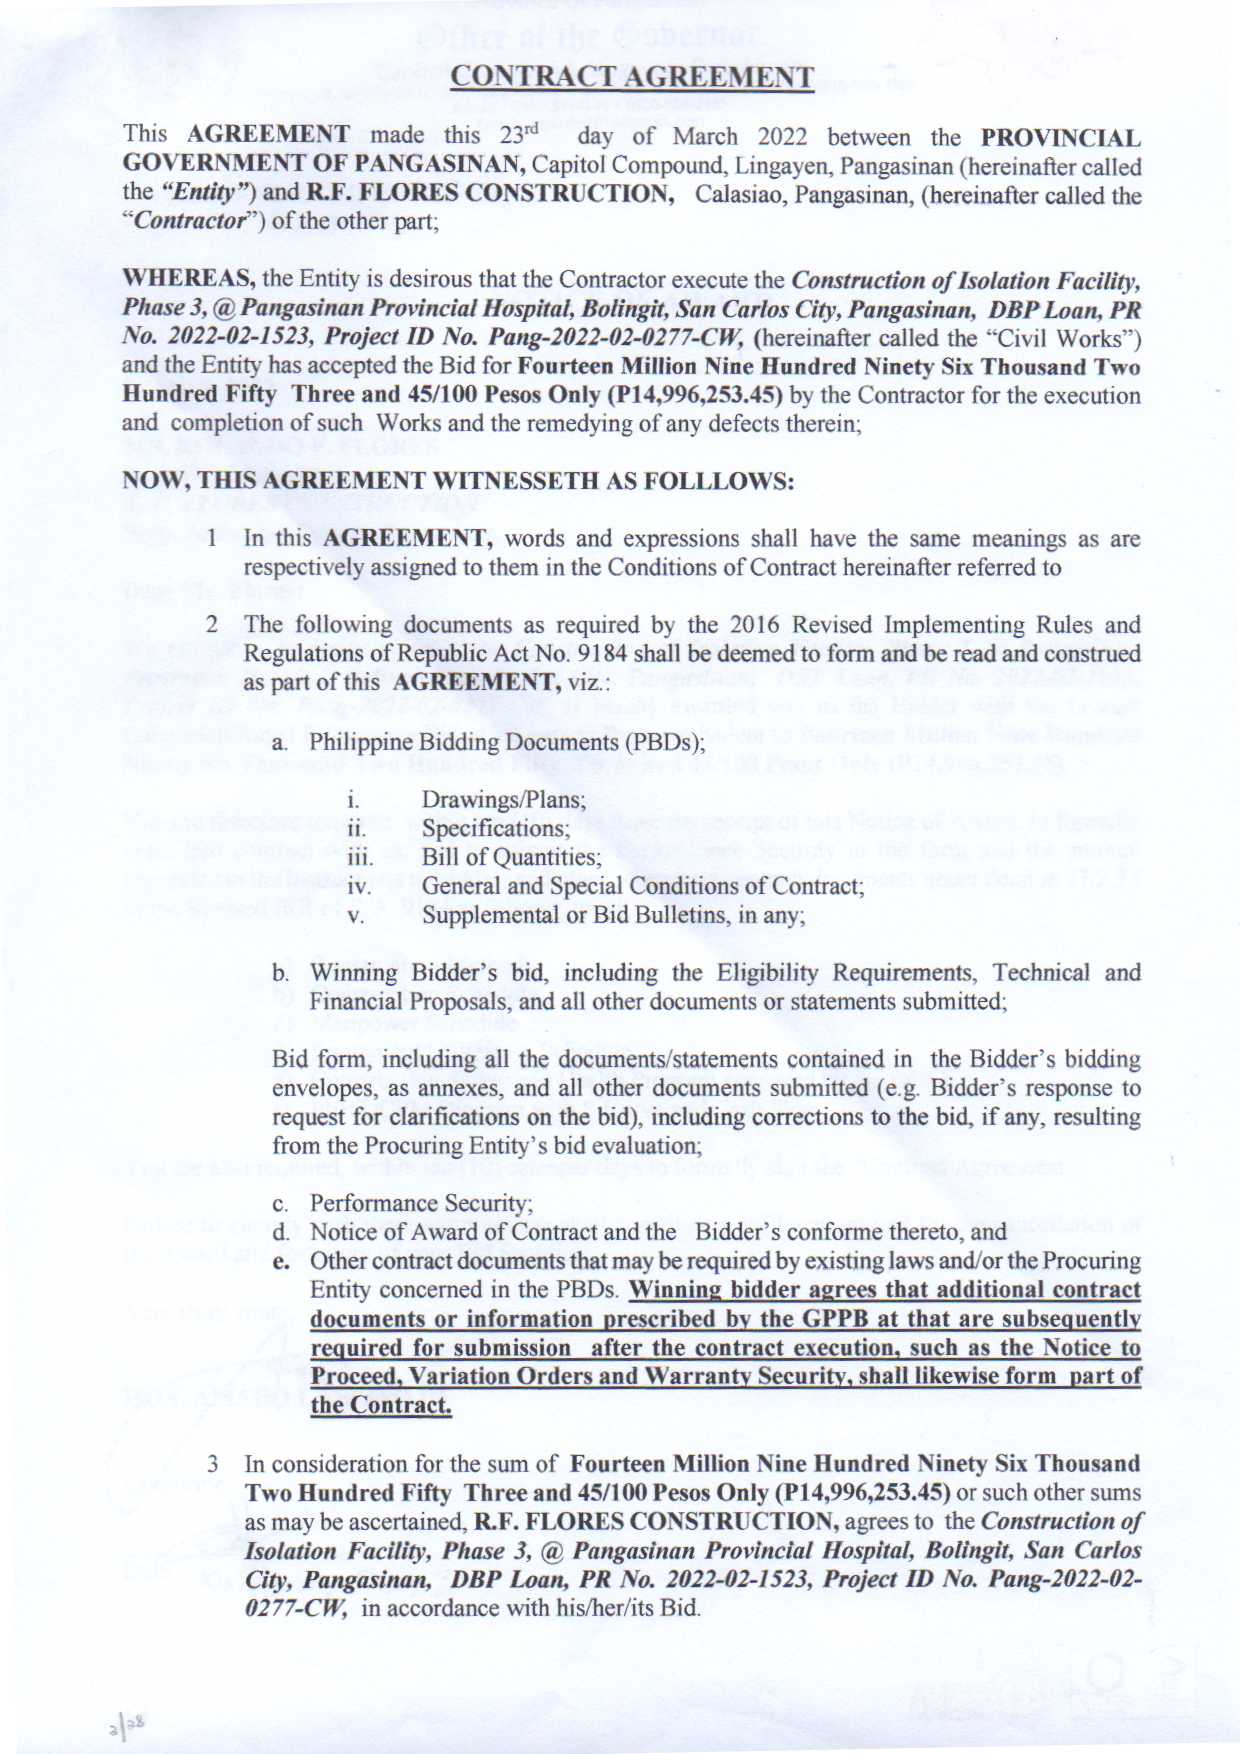 CONTRACT AGREEMENT
This AGREEMENT made this 23rd day of March 2022 between the PROVINCIAL
GOVERNMENT OF PANGASINAN, Capitol Compound, Lingayen, Pangasinan (hereinafter called
the “Entity”) and R.F. FLORES CONSTRUCTION, Calasiao, Pangasinan, (hereinafter called the
“Contractor”) of the other part;
WHEREAS, the Entity is desirous that the Contractor execute the Construction of Isolation Facility,
Phase 3, @ Pangasinan Provincial Hospital, Bolingit, San Carlos City, Pangasinan, DBP Loan, PR
No. 2022-02-1523, Project ID No. Pang-2022-02-0277-CW, (hereinafter called the “Civil Works”)
and the Entity has accepted the Bid for Fourteen Million Nine Hundred Ninety Six Thousand Two
Hundred Fifty Three and 45/100 Pesos Only (P14,996,253.45) by the Contractor for the execution
and completion of such Works and the remedying of any defects therein;
NOW, THIS AGREEMENT WITNESSETH AS FOLLLOWS:
1 In this AGREEMENT, words and expressions shall have the same meanings as are
respectively assigned to them in the Conditions of Contract hereinafter referred to
2 The following documents as required by the 2016 Revised Implementing Rules and
Regulations of Republic Act No. 9184 shall be deemed to form and be read and construed
as part of this AGREEMENT, viz.:
a. Philippine Bidding Documents (PBDs);
i. Drawings/Plans;
ii. Specifications;
iii. Bill of Quantities;
iv. General and Special Conditions of Contract;
v. Supplemental or Bid Bulletins, in any;
b. Winning Bidder’s bid, including the Eligibility Requirements, Technical and
Financial Proposals, and all other documents or statements submitted;
Bid form, including all the documents/statements contained in the Bidder’s bidding
envelopes, as annexes, and all other documents submitted (e.g. Bidder’s response to
request for clarifications on the bid), including corrections to the bid, if any, resulting
from the Procuring Entity’s bid evaluation;
c. Performance Security;
d. Notice of Award of Contract and the Bidder’s conforme thereto, and
e. Other contract documents that may be required by existing laws and/or the Procuring
Entity concerned in the PBDs. Winning bidder agrees that additional contract
documents or information prescribed by the GPPB at that are subsequently
required for submission after the contract execution, such as the Notice to
Proceed, Variation Orders and Warranty Security, shall likewise form part of
the Contract.
3 In consideration for the sum of Fourteen Million Nine Hundred Ninety Six Thousand
Two Hundred Fifty Three and 45/100 Pesos Only (P14,996,253.45) or such other sums
as may be ascertained, R.F. FLORES CONSTRUCTION, agrees to the Construction of
Isolation Facility, Phase 3, @ Pangasinan Provincial Hospital, Bolingit, San Carlos
City, Pangasinan, DBP Loan, PR No. 2022-02-1523, Project ID No. Pang-2022-02-
0277-CW, in accordance with his/her/its Bid.
2/28